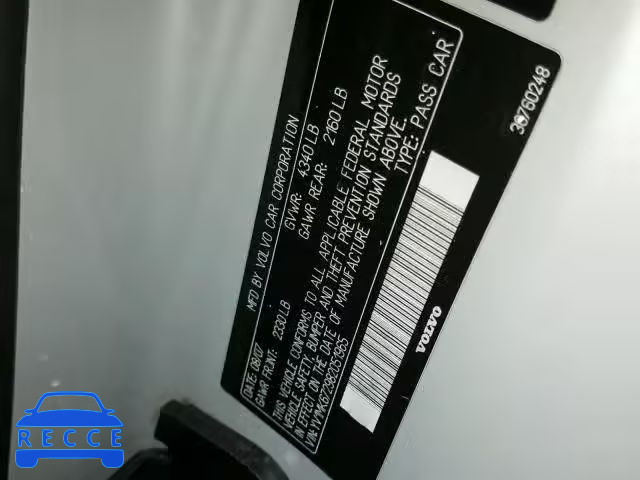 MFD BY VOLVO CAR CORPORATION
DATE: 08/07 GVWR: 4340 LB
GAWR FRONT: 2330 LB GAWR REAR: 2160 LB
THIS VEHICLE CONFORMS TO ALL APPLICABLE FEDERAL MOTOR
VEHICLE SAFETY, BUMPER AND THEFT PREVENTION STANDARDS
IN EFFECT ON THE DATE OF MANUFACTURE SHOWN ABOVE.
TYPE: PASS CAR
VOLVO
30760248
RECCE